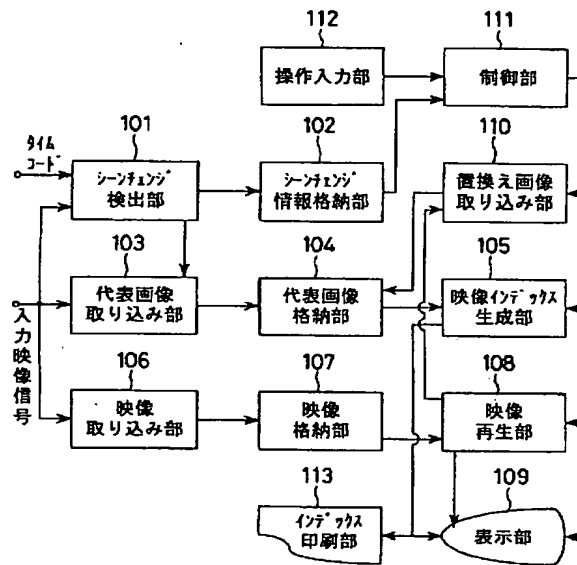 112
操作入力部
111
制御部
タイム
コード
101
シーンチェンジ
検出部
102
シーンチェンジ
情報格納部
110
置換え画像
取り込み部
103
代表画像
取り込み部
104
代表画像
格納部
105
映像インデックス
生成部
入力映像信号
106
映像
取り込み部
107
映像
格納部
108
映像
再生部
113
インデックス
印刷部
109
表示部